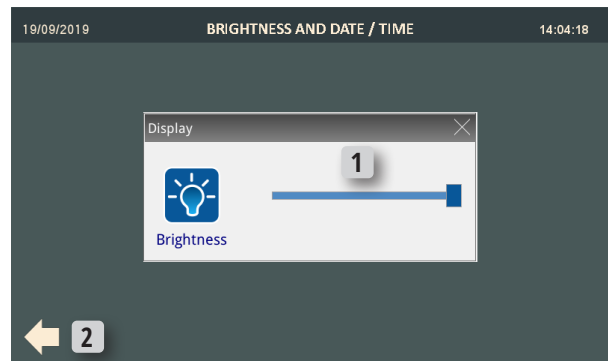 19/09/2019 BRIGHTNESS AND DATE / TIME 14:04:18
Display
1
Brightness
2